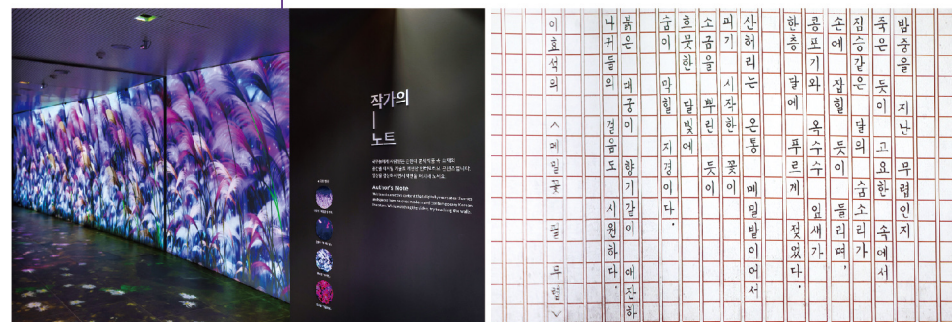 작가의
노트
Author's Note
밤중을 지난 무렵인지
죽은 듯이 고요한 속에서
짐승같은 달의 숨소리가
손에 잡힐 듯이 들리며,
콩포기와 옥수수 잎새가
한층 달에 푸르게 젖었다.
산허리는 온통 메밀밭이어서
피기 시작한 꽃이
소금을 뿌린 듯이
흐뭇한 달빛에
숨이 막힐 지경이다.
붉은 대궁이 향기같이 애잔하
나귀들의 걸음도 시원하다.
이효석의 <메밀꽃 필 무렵>